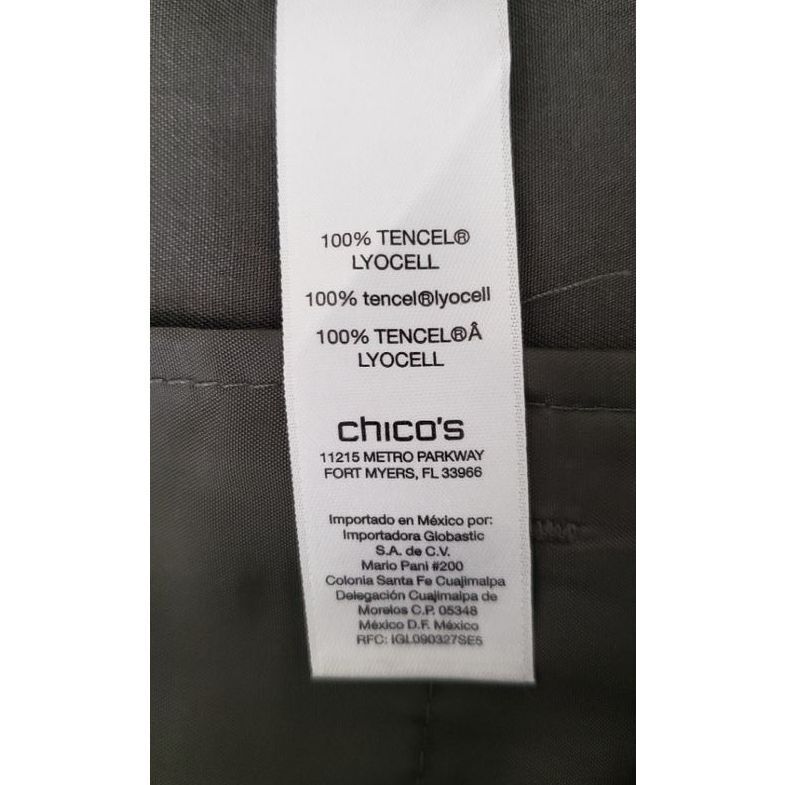 100% TENCEL®
LYOCELL
100% tencel®lyocell
100% TENCEL®Â
LYOCELL
chico's
11215 METRO PARKWAY
FORT MYERS, FL 33966
Importado en México por:
Importadora Globastic
S.A. de C.V.
Mario Pani #200
Colonia Santa Fe Cuajimalpa
Delegación Cuajimalpa de
Morelos C.P. 05348
México D.F. México
RFC: IGL090327SE5